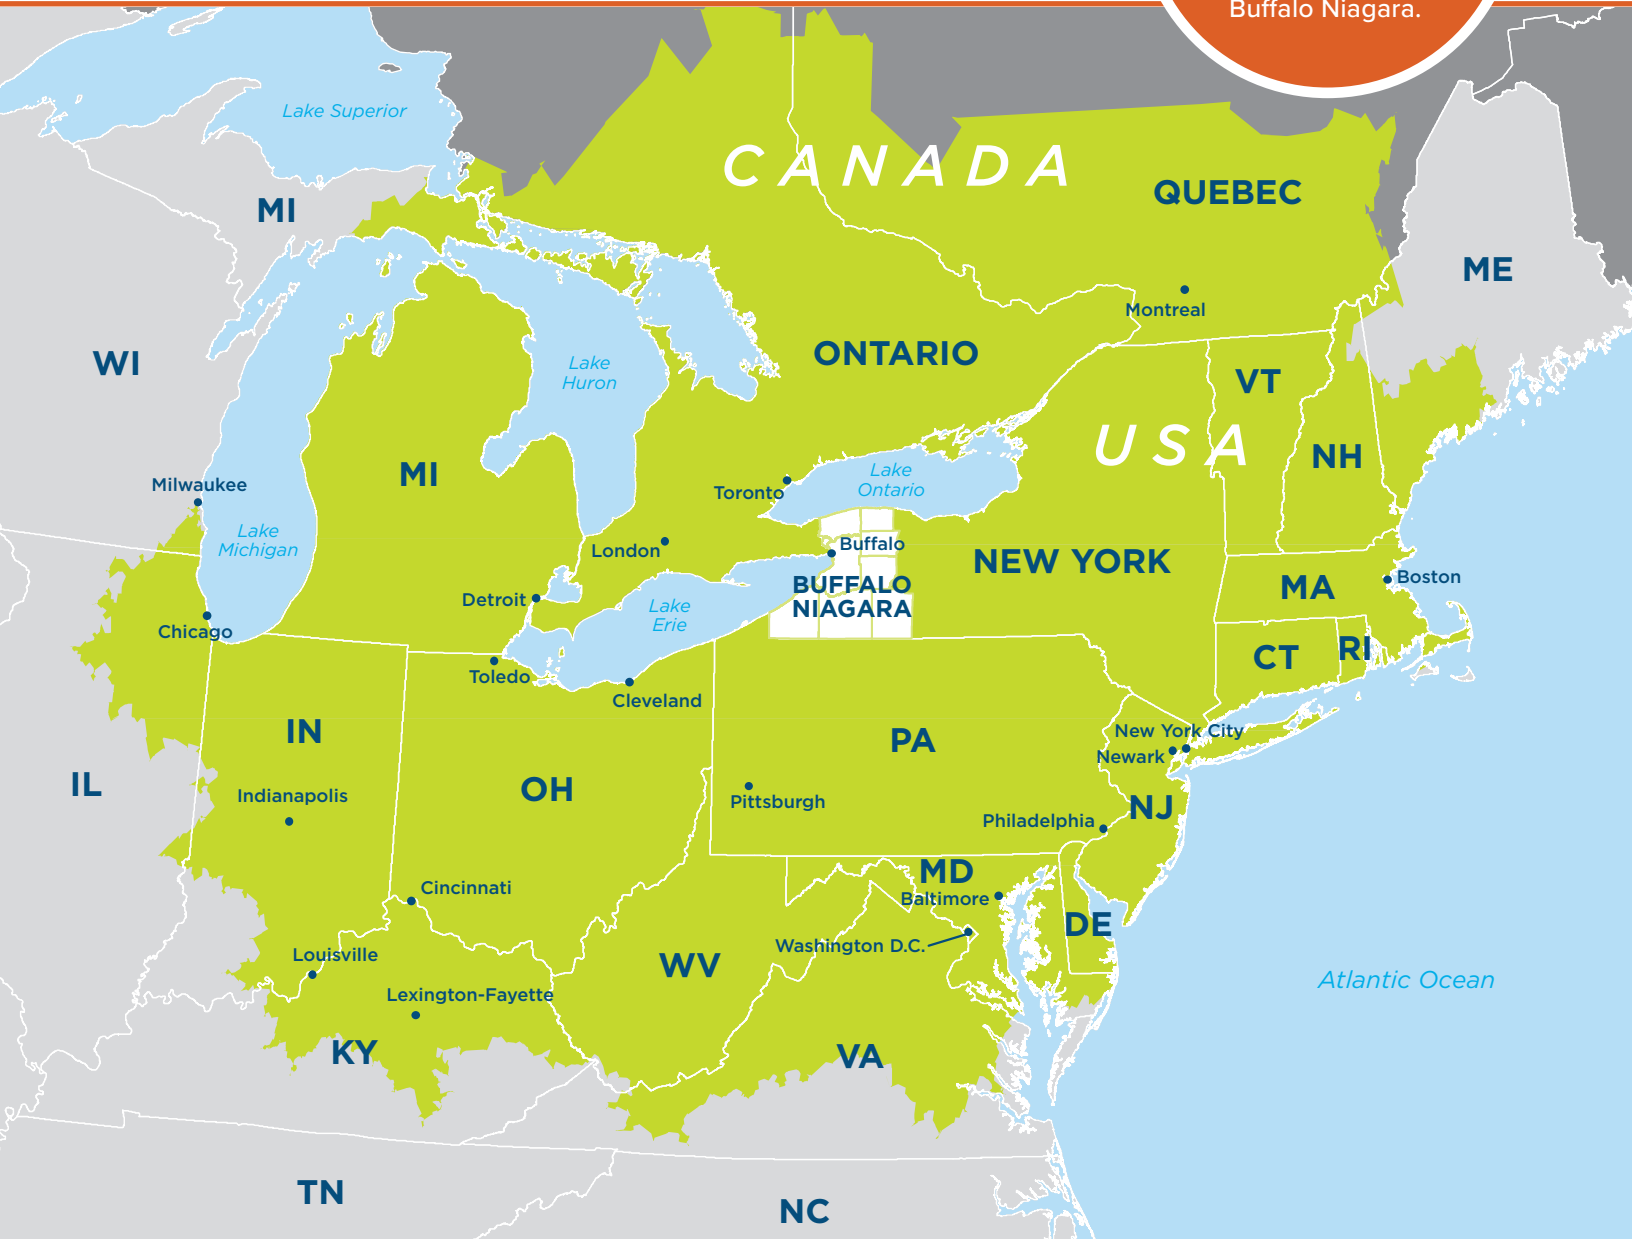 Buffalo Niagara.
Lake Superior
CANADA
QUEBEC
MI
ME
Montreal
ONTARIO
WI
Lake
Huron
VT
USA
NH
MI
Milwaukee
Toronto
Lake
Ontario
Lake
Michigan
London
Buffalo
NEW YORK
BUFFALO
NIAGARA
MA
Boston
Detroit
Lake
Erie
Chicago
CT
RI
Toledo
Cleveland
IN
PA
New York City
Newark
IL
OH
Indianapolis
Pittsburgh
NJ
Philadelphia
MD
Cincinnati
Baltimore
DE
Washington D.C.
Louisville
WV
Atlantic Ocean
Lexington-Fayette
KY
VA
TN
NC